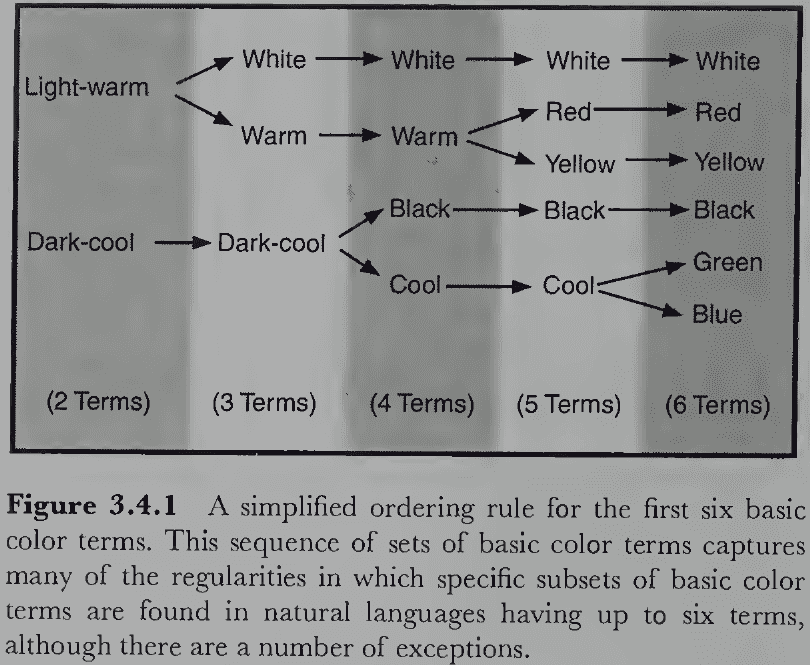 White White White White
Light-warm
Red Red
Warm Warm
Yellow Yellow
Black Black Black
Dark-cool Dark-cool
Green
Cool Cool
Blue
(2 Terms) (3 Terms) (4 Terms) (5 Terms) (6 Terms)
Figure 3.4.1 A simplified ordering rule for the first six basic
color terms. This sequence of sets of basic color terms captures
many of the regularities in which specific subsets of basic color
terms are found in natural languages having up to six terms,
although there are a number of exceptions.